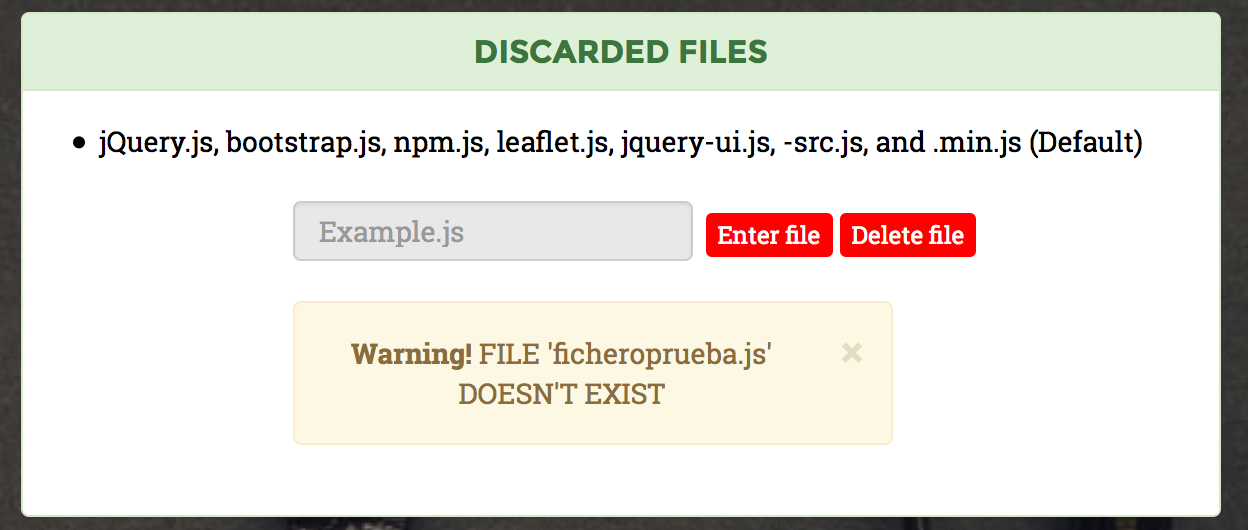 DISCARDED FILES
• jQuery.js, bootstrap.js, npm.js, leaflet.js, jquery-ui.js, -src.js, and .min.js (Default)
Example.js Enter file Delete file
Warning! FILE 'ficheroprueba.js' ×
DOESN'T EXIST